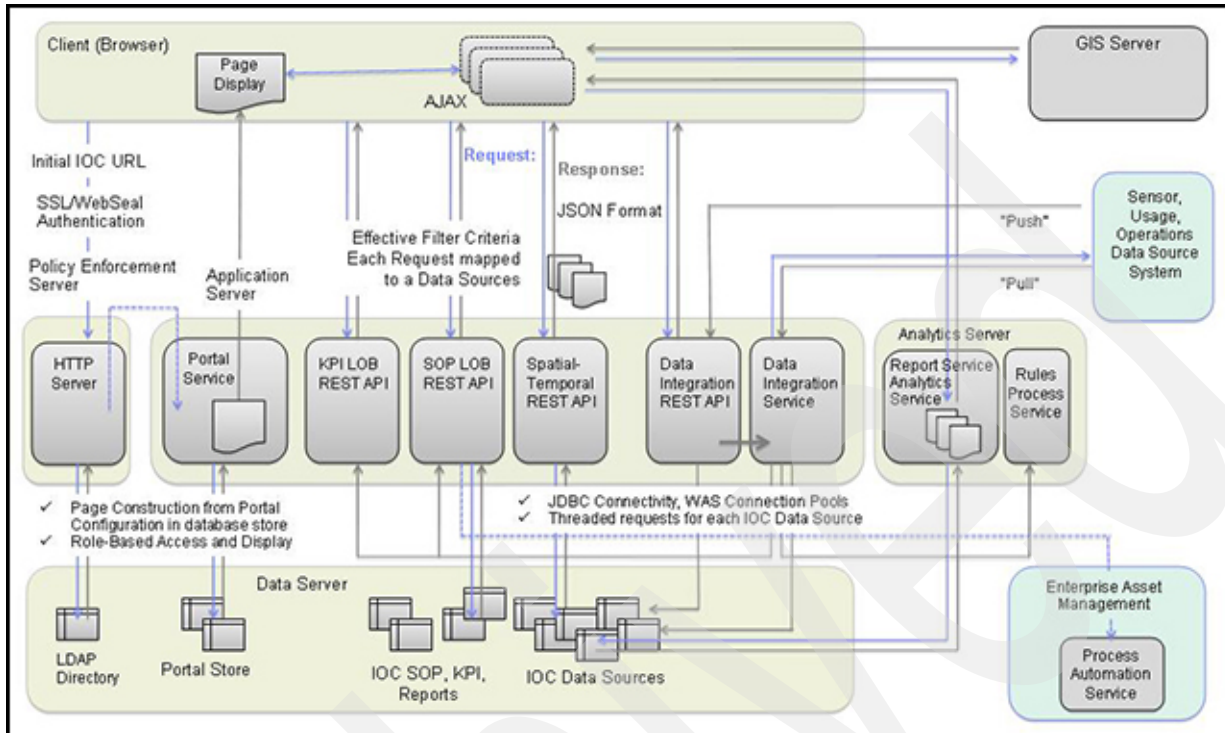 Client (Browser)
Page
Display
AJAX
GIS Server
Initial IOC URL
SSL/WebSeal
Authentication
Policy Enforcement
Server
Application
Server
Request:
Response:
JSON Format
Effective Filter Criteria
Each Request mapped
to a Data Sources
"Push"
"Pull"
Sensor,
Usage,
Operations
Data Source
System
HTTP
Server
Portal
Service
KPI LOB
REST API
SOP LOB
REST API
Spatial-
Temporal
REST API
Data
Integration
REST API
Data
Integration
Service
Analytics Server
Report Service
Analytics
Service
Rules
Process
Service
✓ Page Construction from Portal
Configuration in database store
✓ Role-Based Access and Display
✓ JDBC Connectivity, WAS Connection Pools
✓ Threaded requests for each IOC Data Source
Data Server
LDAP
Directory
Portal Store
IOC SOP, KPI,
Reports
IOC Data Sources
Enterprise Asset
Management
Process
Automation
Service